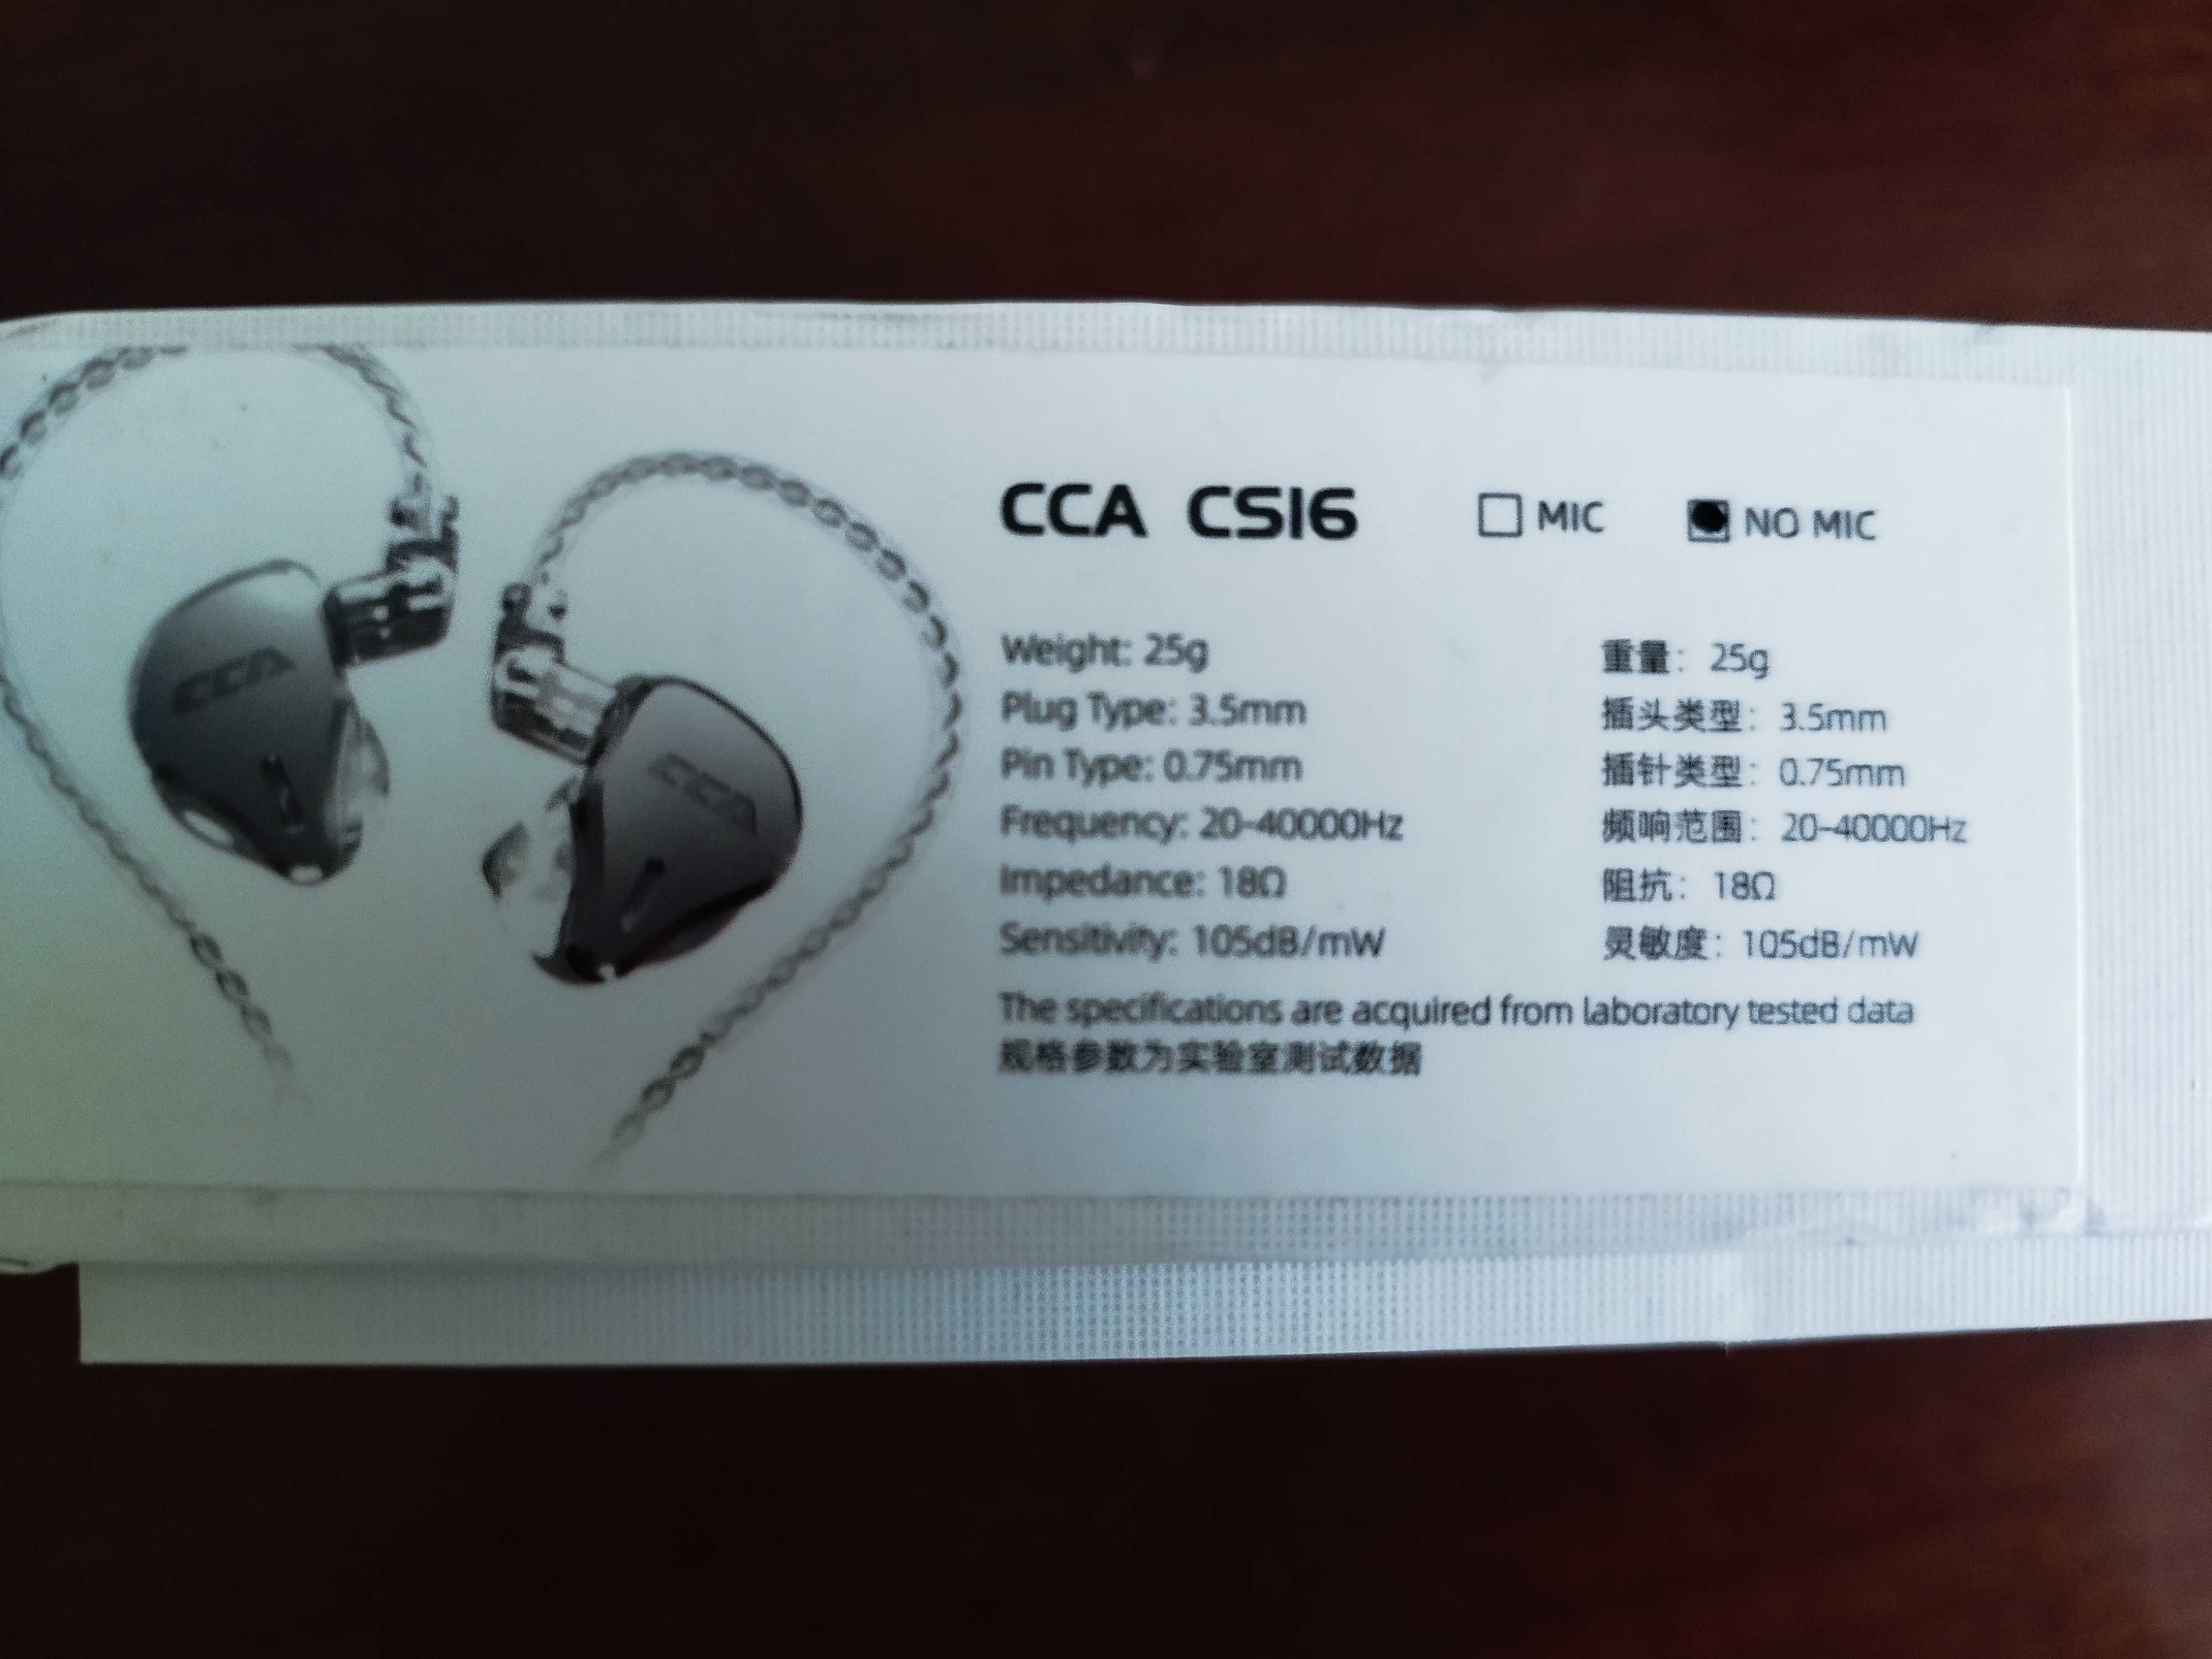 CCA CS16 MIC NO MIC
Weight: 25g
Plug Type: 3.5mm
Pin Type: 0.75mm
Frequency: 20-40000Hz
Impedance: 18Ω
Sensitivity: 105dB/mW
重量：25g
插头类型：3.5mm
插针类型：0.75mm
频响范围：20-40000Hz
阻抗：18Ω
灵敏度：105dB/mW
The specifications are acquired from laboratory tested data
规格参数为实验室测试数据
CCA
CCA